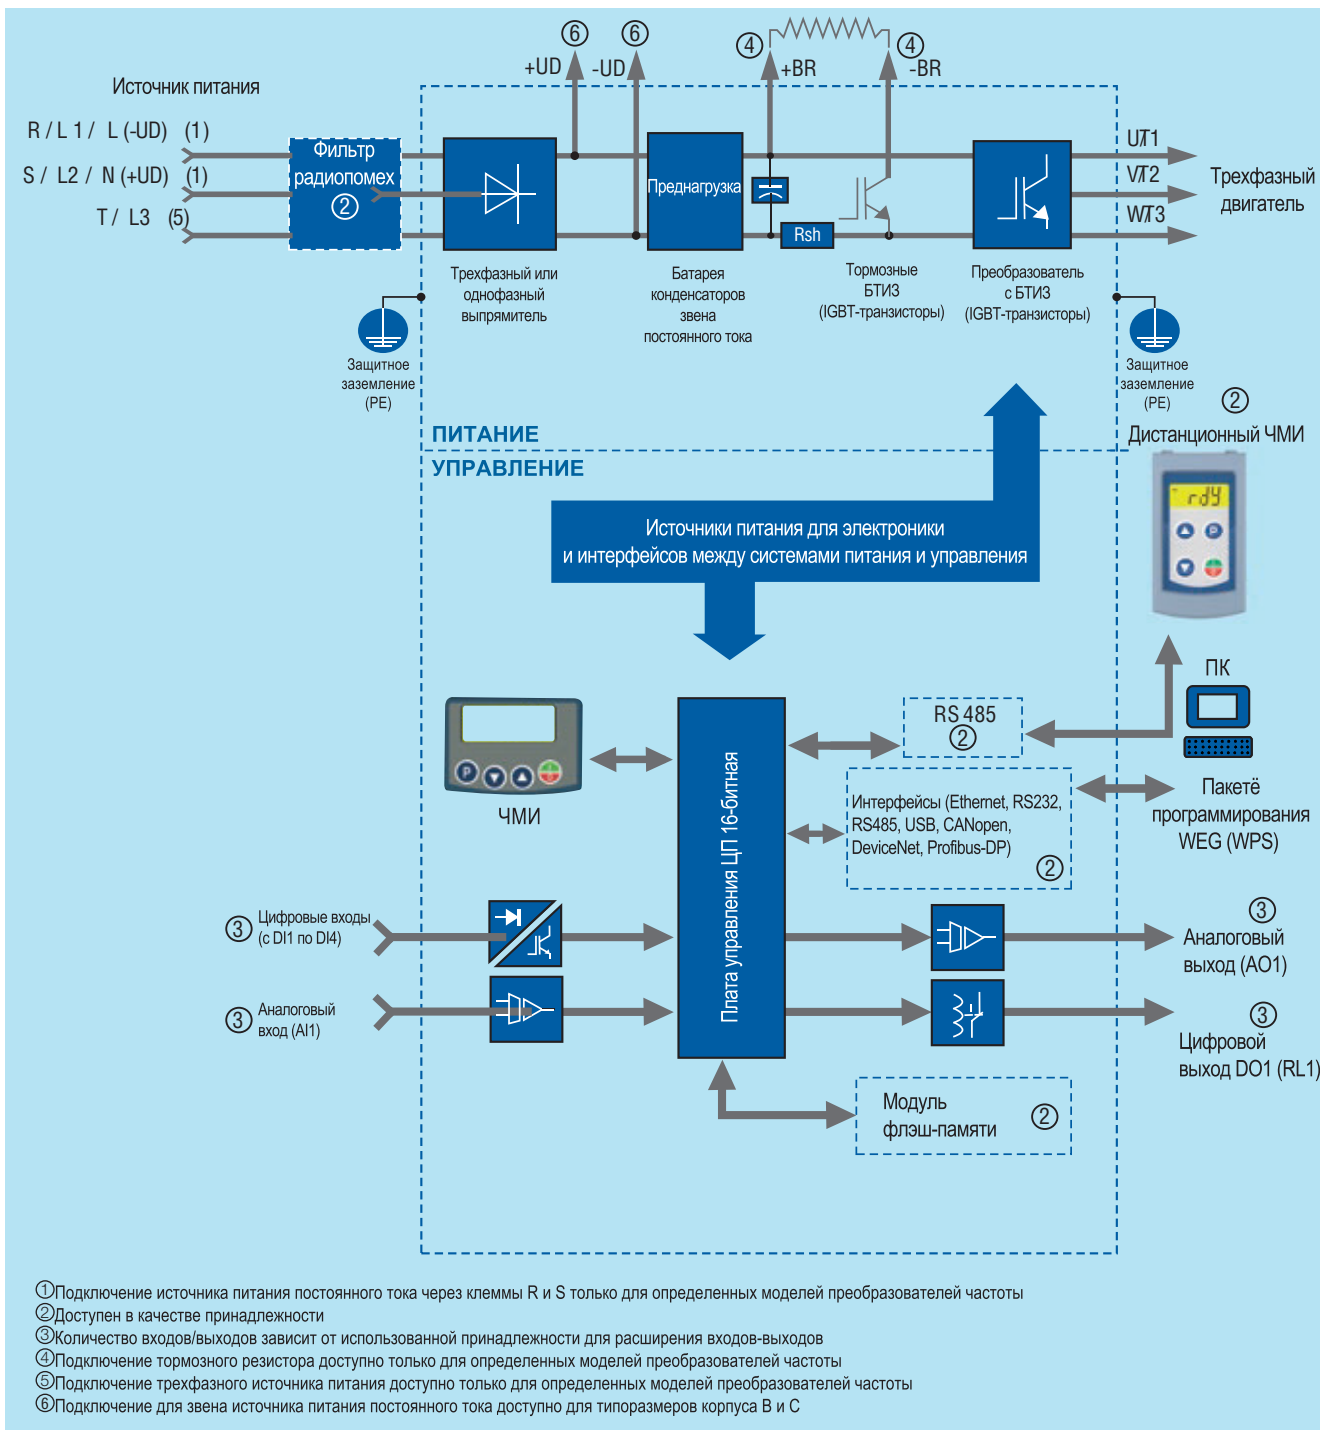 ⑥ ⑥
④ ④
+UD -UD +BR -BR
Источник питания
R / L 1 / L (-UD) (1)
S / L2 / N (+UD) (1)
T / L3 (5)
Фильтр
радиопомех
②
Преднагрузка
Rsh
U/T1
V/T2
W/T3
Трехфазный
двигатель
Трехфазный или
однофазный
выпрямитель
Батарея
конденсаторов
звена
постоянного тока
Тормозные
БТИЗ
(IGBT-транзисторы)
Преобразователь
с БТИЗ
(IGBT-транзисторы)
Защитное
заземление
(PE)
Защитное
заземление
(PE)
②
Дистанционный ЧМИ
rdy
P
ПИТАНИЕ
УПРАВЛЕНИЕ
Источники питания для электроники
и интерфейсов между системами питания и управления
P
ЧМИ
Плата управления ЦП 16-битная
RS 485
②
ПК
Пакетё
программирования
WEG (WPS)
Интерфейсы (Ethernet, RS232,
RS485, USB, CANopen,
DeviceNet, Profibus-DP)
②
③ Цифровые входы
(с DI1 по DI4)
③ Аналоговый
вход (AI1)
③
Аналоговый
выход (AO1)
③
Цифровой
выход DO1 (RL1)
Модуль
флэш-памяти
②
①Подключение источника питания постоянного тока через клеммы R и S только для определенных моделей преобразователей частоты
②Доступен в качестве принадлежности
③Количество входов/выходов зависит от использованной принадлежности для расширения входов-выходов
④Подключение тормозного резистора доступно только для определенных моделей преобразователей частоты
⑤Подключение трехфазного источника питания доступно только для определенных моделей преобразователей частоты
⑥Подключение для звена источника питания постоянного тока доступно для типоразмеров корпуса B и C